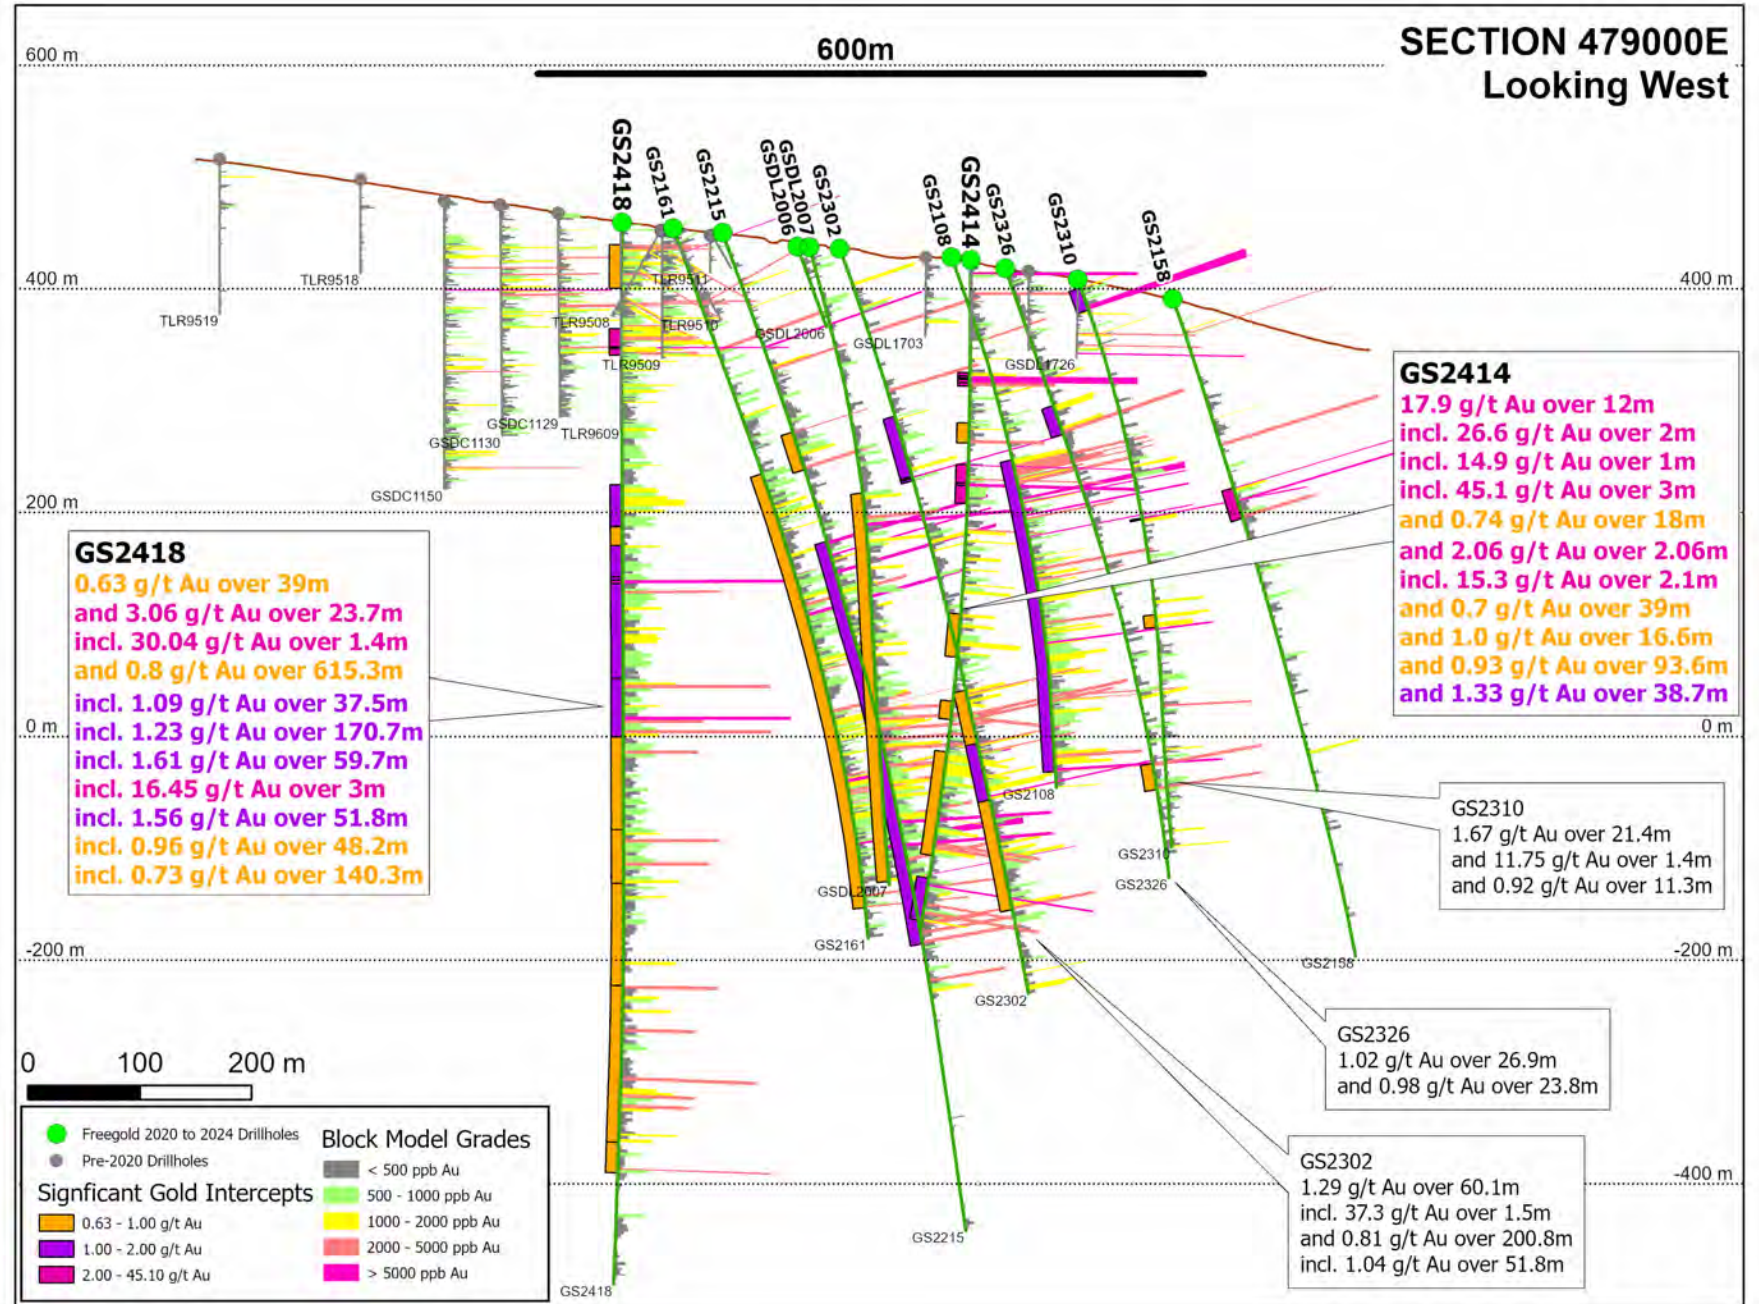 SECTION 479000E
Looking West
600m
600 m
400 m
400 m
200 m
0 m
0 m
-200 m
-200 m
-400 m
-400 m
GS2418
GS2161
GS2215
GSDL2006
GSDL2007
GS2302
GS2108
GS2414
GS2326
GS2310
GS2158
TLR9519
TLR9518
GSDC1150
GSDC1130
GSDC1129
TLR9609
TLR9508
TLR9509
TLR9511
TLR9510
GSDL2006
GSDL1703
GSDL1726
GS2108
GSDL2007
GS2161
GS2302
GS2310
GS2326
GS2158
GS2215
GS2418
GS2418
0.63 g/t Au over 39m
and 3.06 g/t Au over 23.7m
incl. 30.04 g/t Au over 1.4m
and 0.8 g/t Au over 615.3m
incl. 1.09 g/t Au over 37.5m
incl. 1.23 g/t Au over 170.7m
incl. 1.61 g/t Au over 59.7m
incl. 16.45 g/t Au over 3m
incl. 1.56 g/t Au over 51.8m
incl. 0.96 g/t Au over 48.2m
incl. 0.73 g/t Au over 140.3m
GS2414
17.9 g/t Au over 12m
incl. 26.6 g/t Au over 2m
incl. 14.9 g/t Au over 1m
incl. 45.1 g/t Au over 3m
and 0.74 g/t Au over 18m
and 2.06 g/t Au over 2.06m
incl. 15.3 g/t Au over 2.1m
and 0.7 g/t Au over 39m
and 1.0 g/t Au over 16.6m
and 0.93 g/t Au over 93.6m
and 1.33 g/t Au over 38.7m
GS2310
1.67 g/t Au over 21.4m
and 11.75 g/t Au over 1.4m
and 0.92 g/t Au over 11.3m
GS2326
1.02 g/t Au over 26.9m
and 0.98 g/t Au over 23.8m
GS2302
1.29 g/t Au over 60.1m
incl. 37.3 g/t Au over 1.5m
and 0.81 g/t Au over 200.8m
incl. 1.04 g/t Au over 51.8m
0 100 200 m
Freegold 2020 to 2024 Drillholes
Pre-2020 Drillholes
Signficant Gold Intercepts
0.63 - 1.00 g/t Au
1.00 - 2.00 g/t Au
2.00 - 45.10 g/t Au
Block Model Grades
< 500 ppb Au
500 - 1000 ppb Au
1000 - 2000 ppb Au
2000 - 5000 ppb Au
> 5000 ppb Au